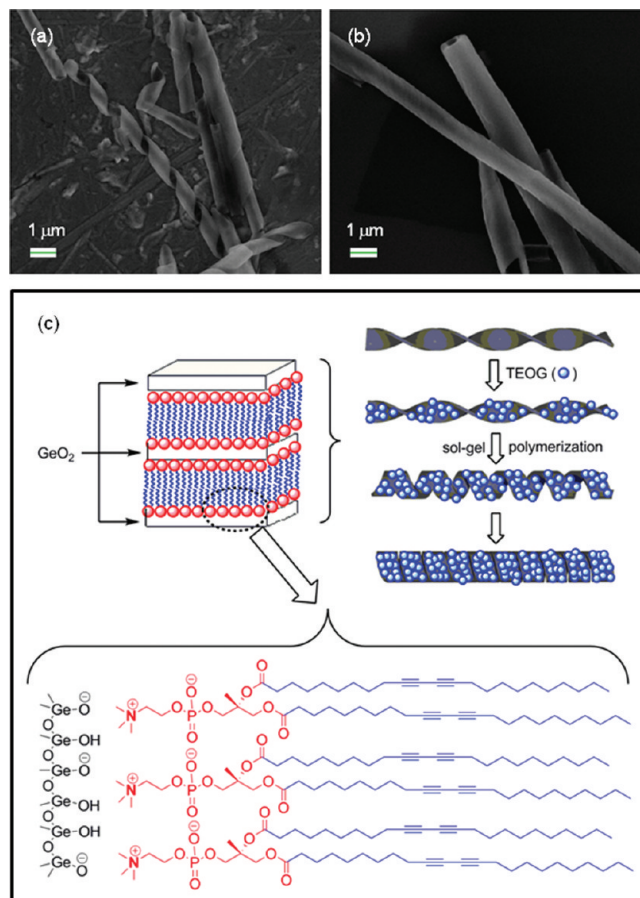 (a)
1 μm
(b)
1 μm
(c)
GeO₂
TEOG ( )
sol-gel polymerization
Ge-O ⊖
O
Ge-OH
O
Ge-O ⊖
O
Ge-OH
O
Ge-OH
O
Ge-O ⊖
N⊕ O P O O ⊖ O O O O O
N⊕ O P O O ⊖ O O O O O
N⊕ O P O O ⊖ O O O O O